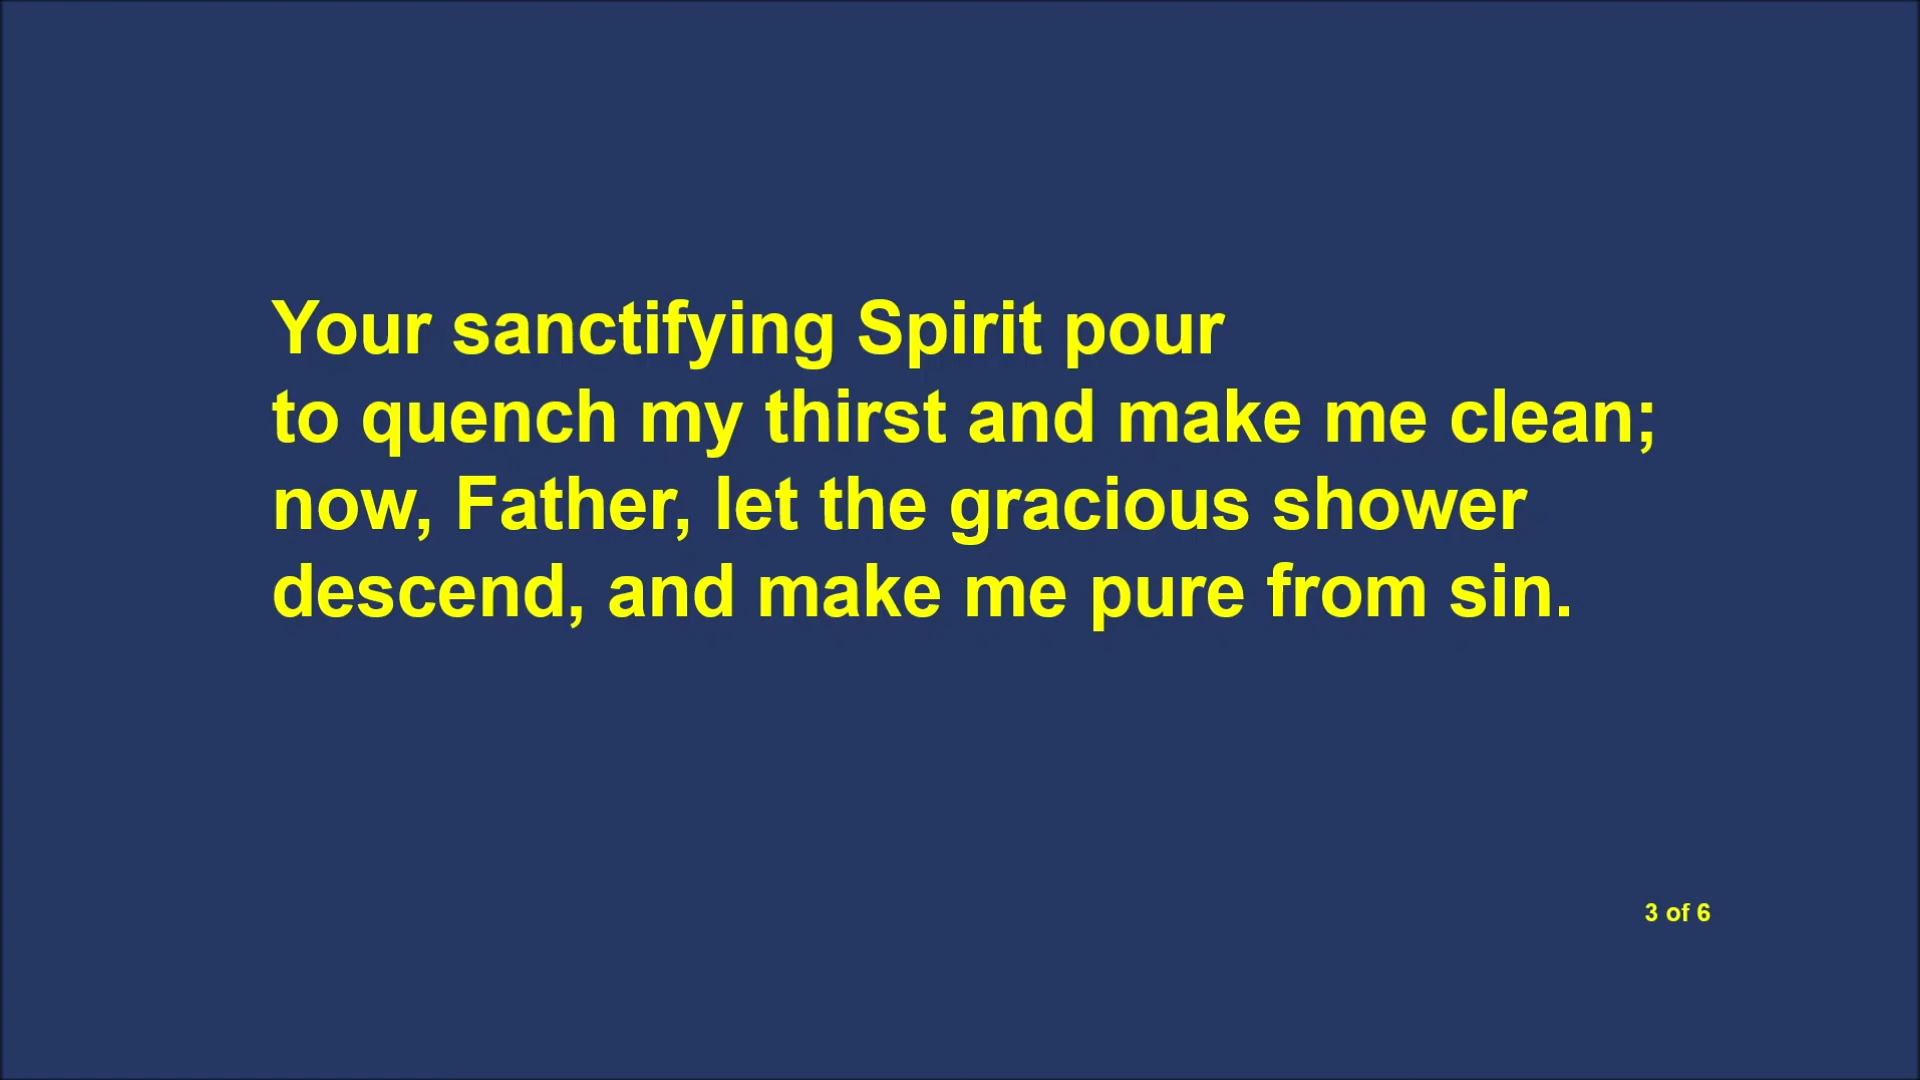 Your sanctifying Spirit pour
to quench my thirst and make me clean;
now, Father, let the gracious shower
descend, and make me pure from sin.
3 of 6